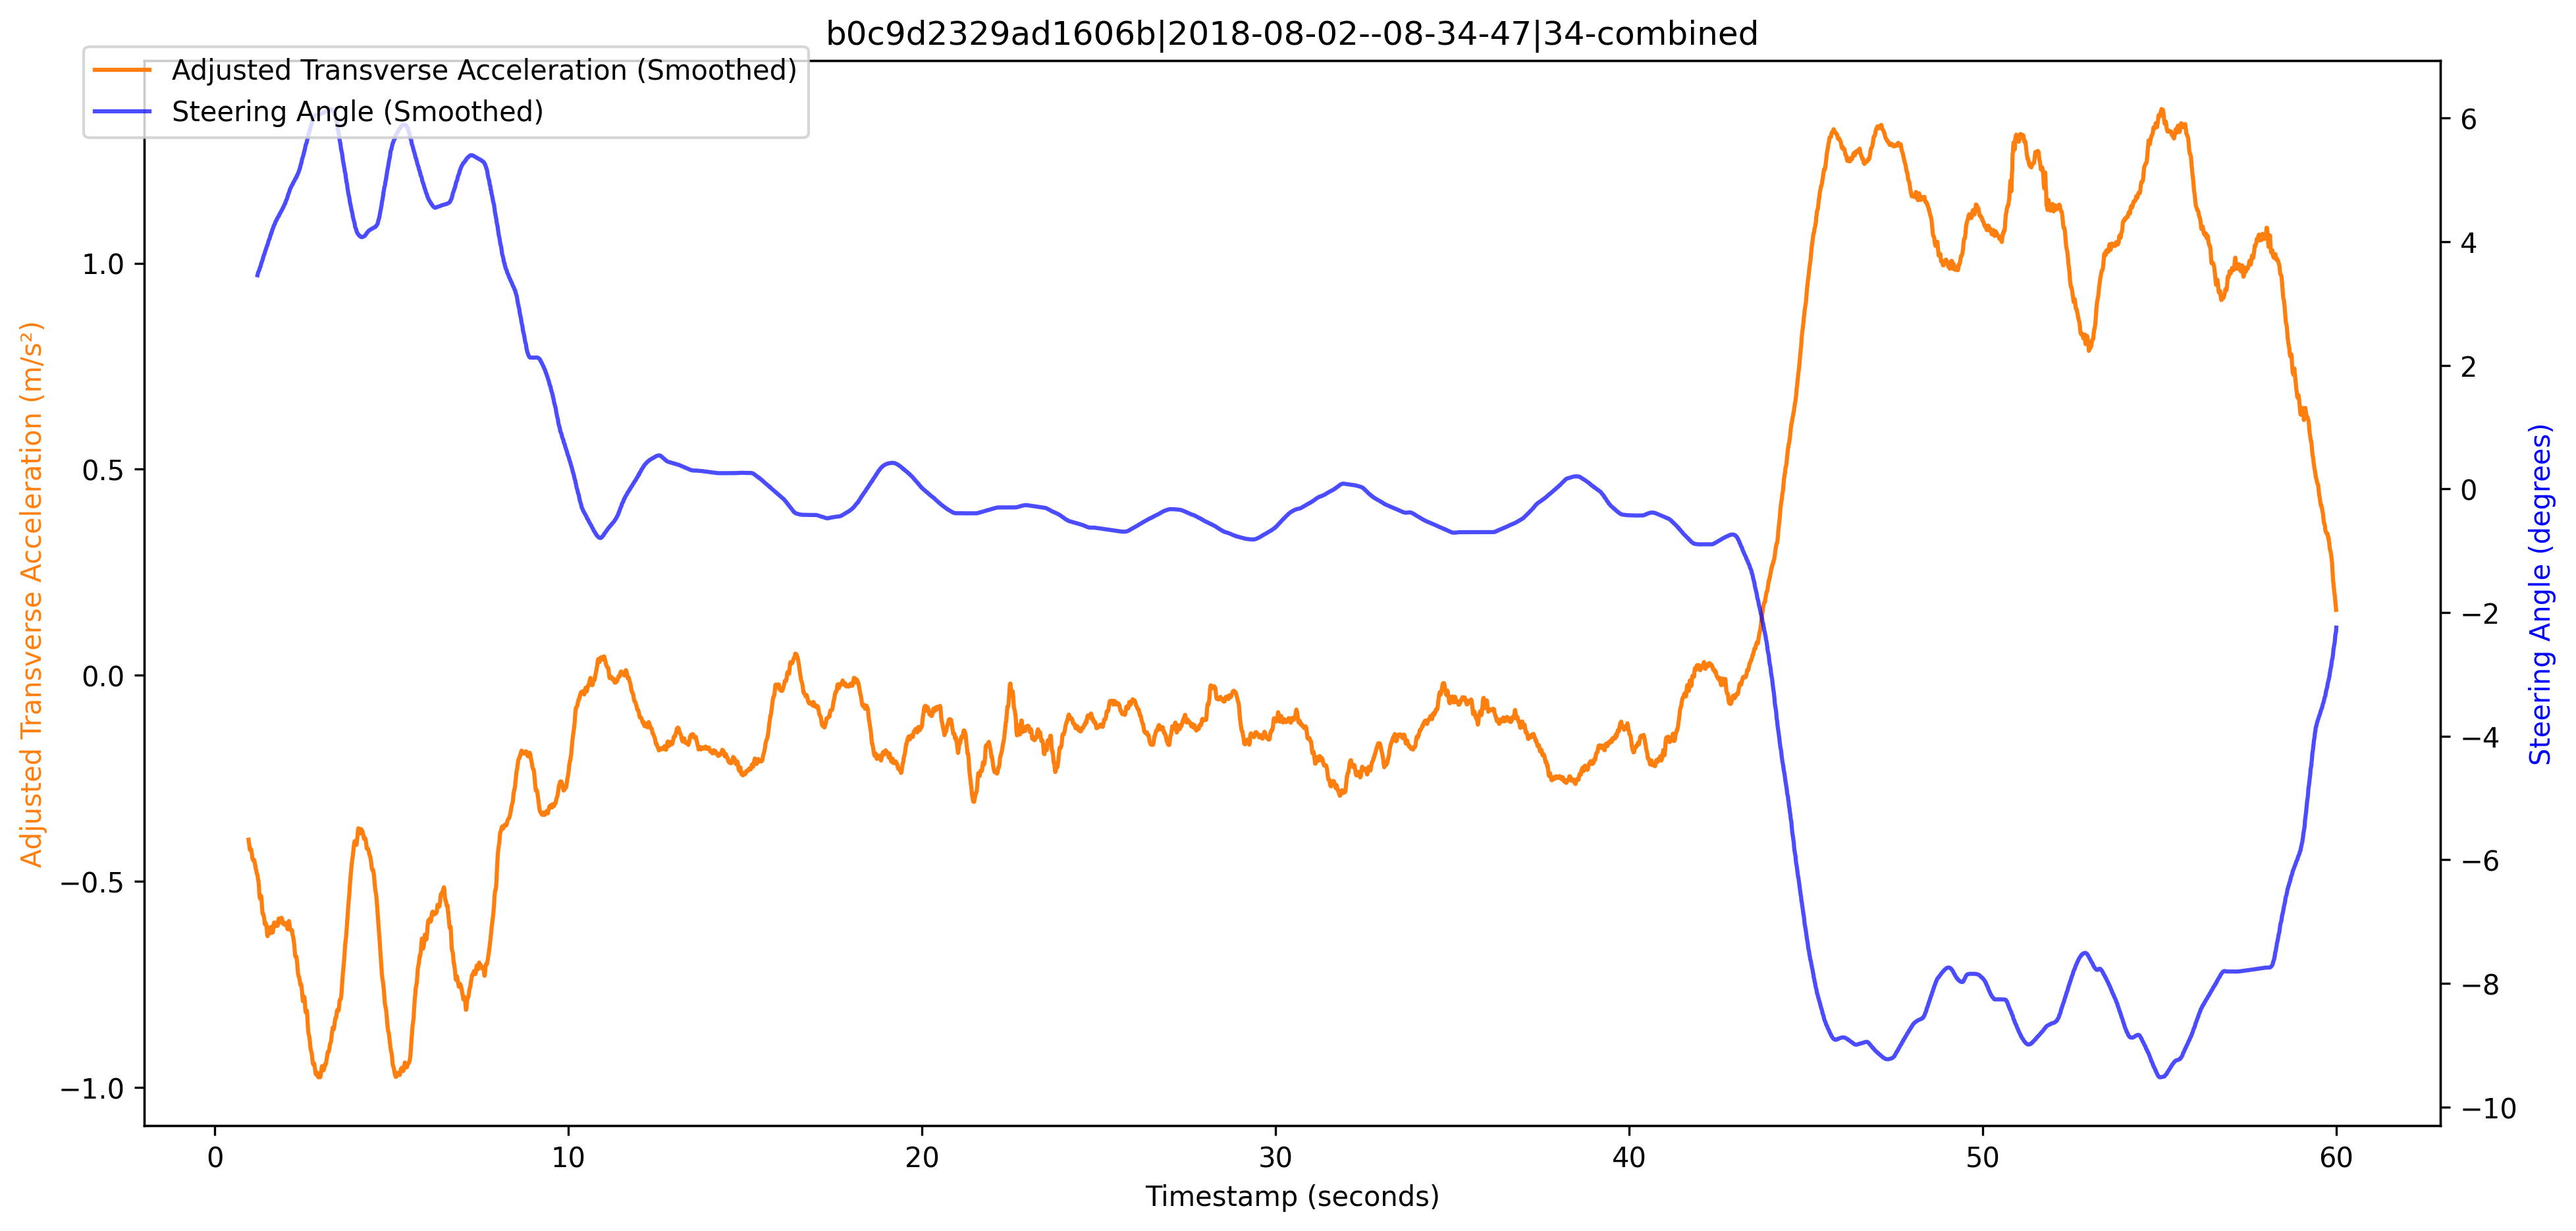 b0c9d2329ad1606b|2018-08-02--08-34-47|34-combined
Adjusted Transverse Acceleration (Smoothed)
Steering Angle (Smoothed)
Adjusted Transverse Acceleration (m/s²)
1.0
0.5
0.0
−0.5
−1.0
6
4
2
0
−2
−4
−6
−8
−10
Steering Angle (degrees)
0 10 20 30 40 50 60
Timestamp (seconds)